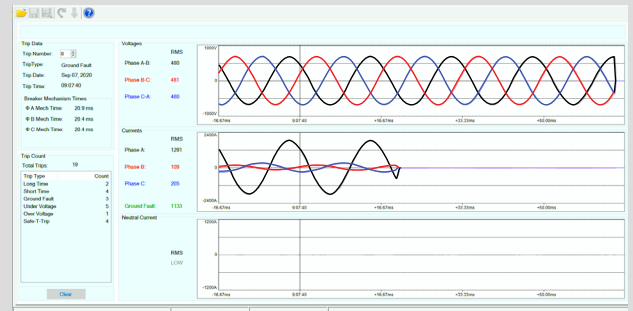 Trip Data
Trip Number: 8
TripType: Ground Fault
Trip Date: Sep 07, 2020
Trip Time: 09:07:40
Breaker Mechanism Times
Φ A Mech Time: 20.9 ms
Φ B Mech Time: 20.4 ms
Φ C Mech Time: 20.4 ms
Trip Count
Total Trips: 19
Trip Type Count
Long Time 2
Short Time 4
Ground Fault 3
Under Voltage 5
Over Voltage 1
Safe-T-Trip 4
Clear
Voltages
RMS
Phase A-B: 480
Phase B-C: 481
Phase C-A: 480
1000V
0
-1000V
-16.67ms 9:07:40 +16.67ms +33.33ms +50.00ms
Currents
RMS
Phase A: 1291
Phase B: 109
Phase C: 205
Ground Fault: 1133
2400A
0
-2400A
-16.67ms 9:07:40 +16.67ms +33.33ms +50.00ms
Neutral Current
RMS
LOW
1200A
0
-1200A
-16.67ms 9:07:40 +16.67ms +33.33ms +50.00ms